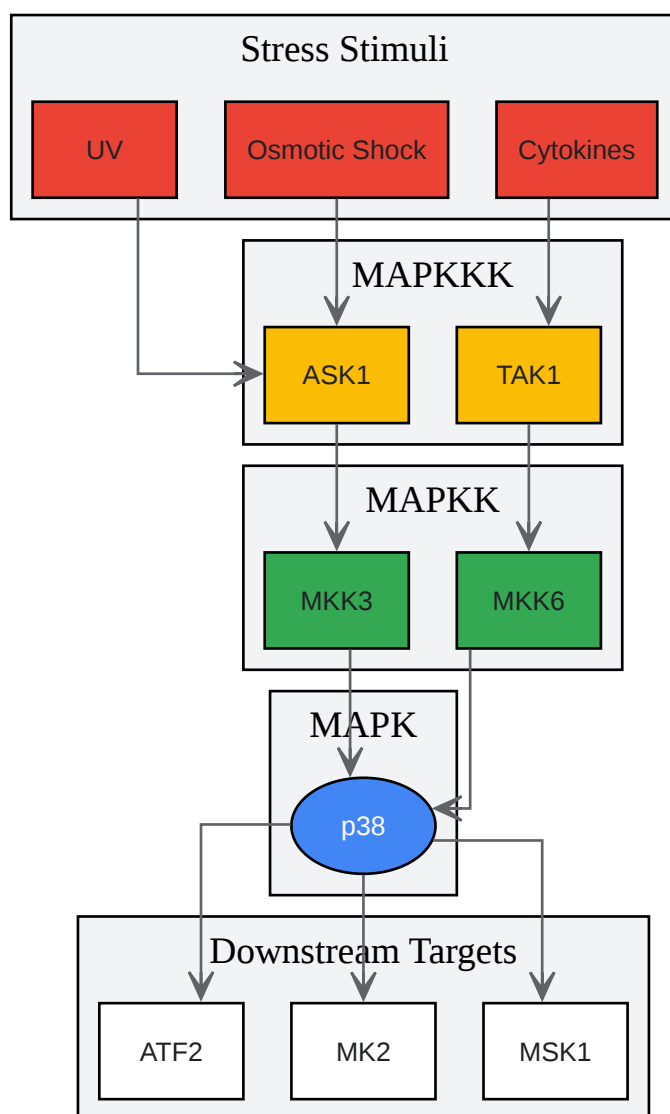 Stress Stimuli
UV
Osmotic Shock
Cytokines
MAPKKK
ASK1
TAK1
MAPKK
MKK3
MKK6
MAPK
p38
Downstream Targets
ATF2
MK2
MSK1